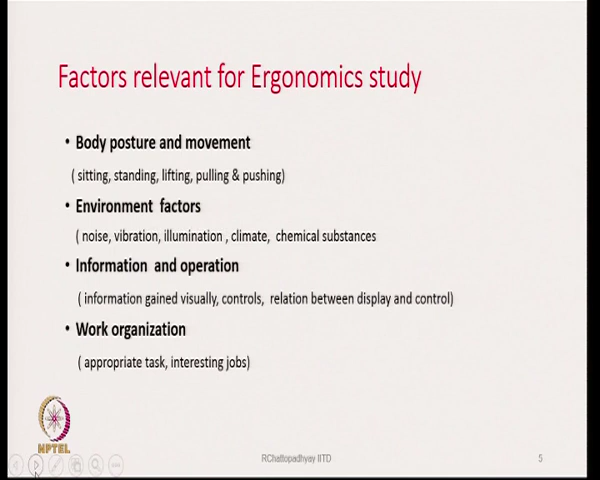 Factors relevant for Ergonomics study
• Body posture and movement
( sitting, standing, lifting, pulling & pushing)
• Environment factors
( noise, vibration, illumination , climate, chemical substances
• Information and operation
( information gained visually, controls, relation between display and control)
• Work organization
( appropriate task, interesting jobs)
NPTEL
RChattopadhyay IITD
5